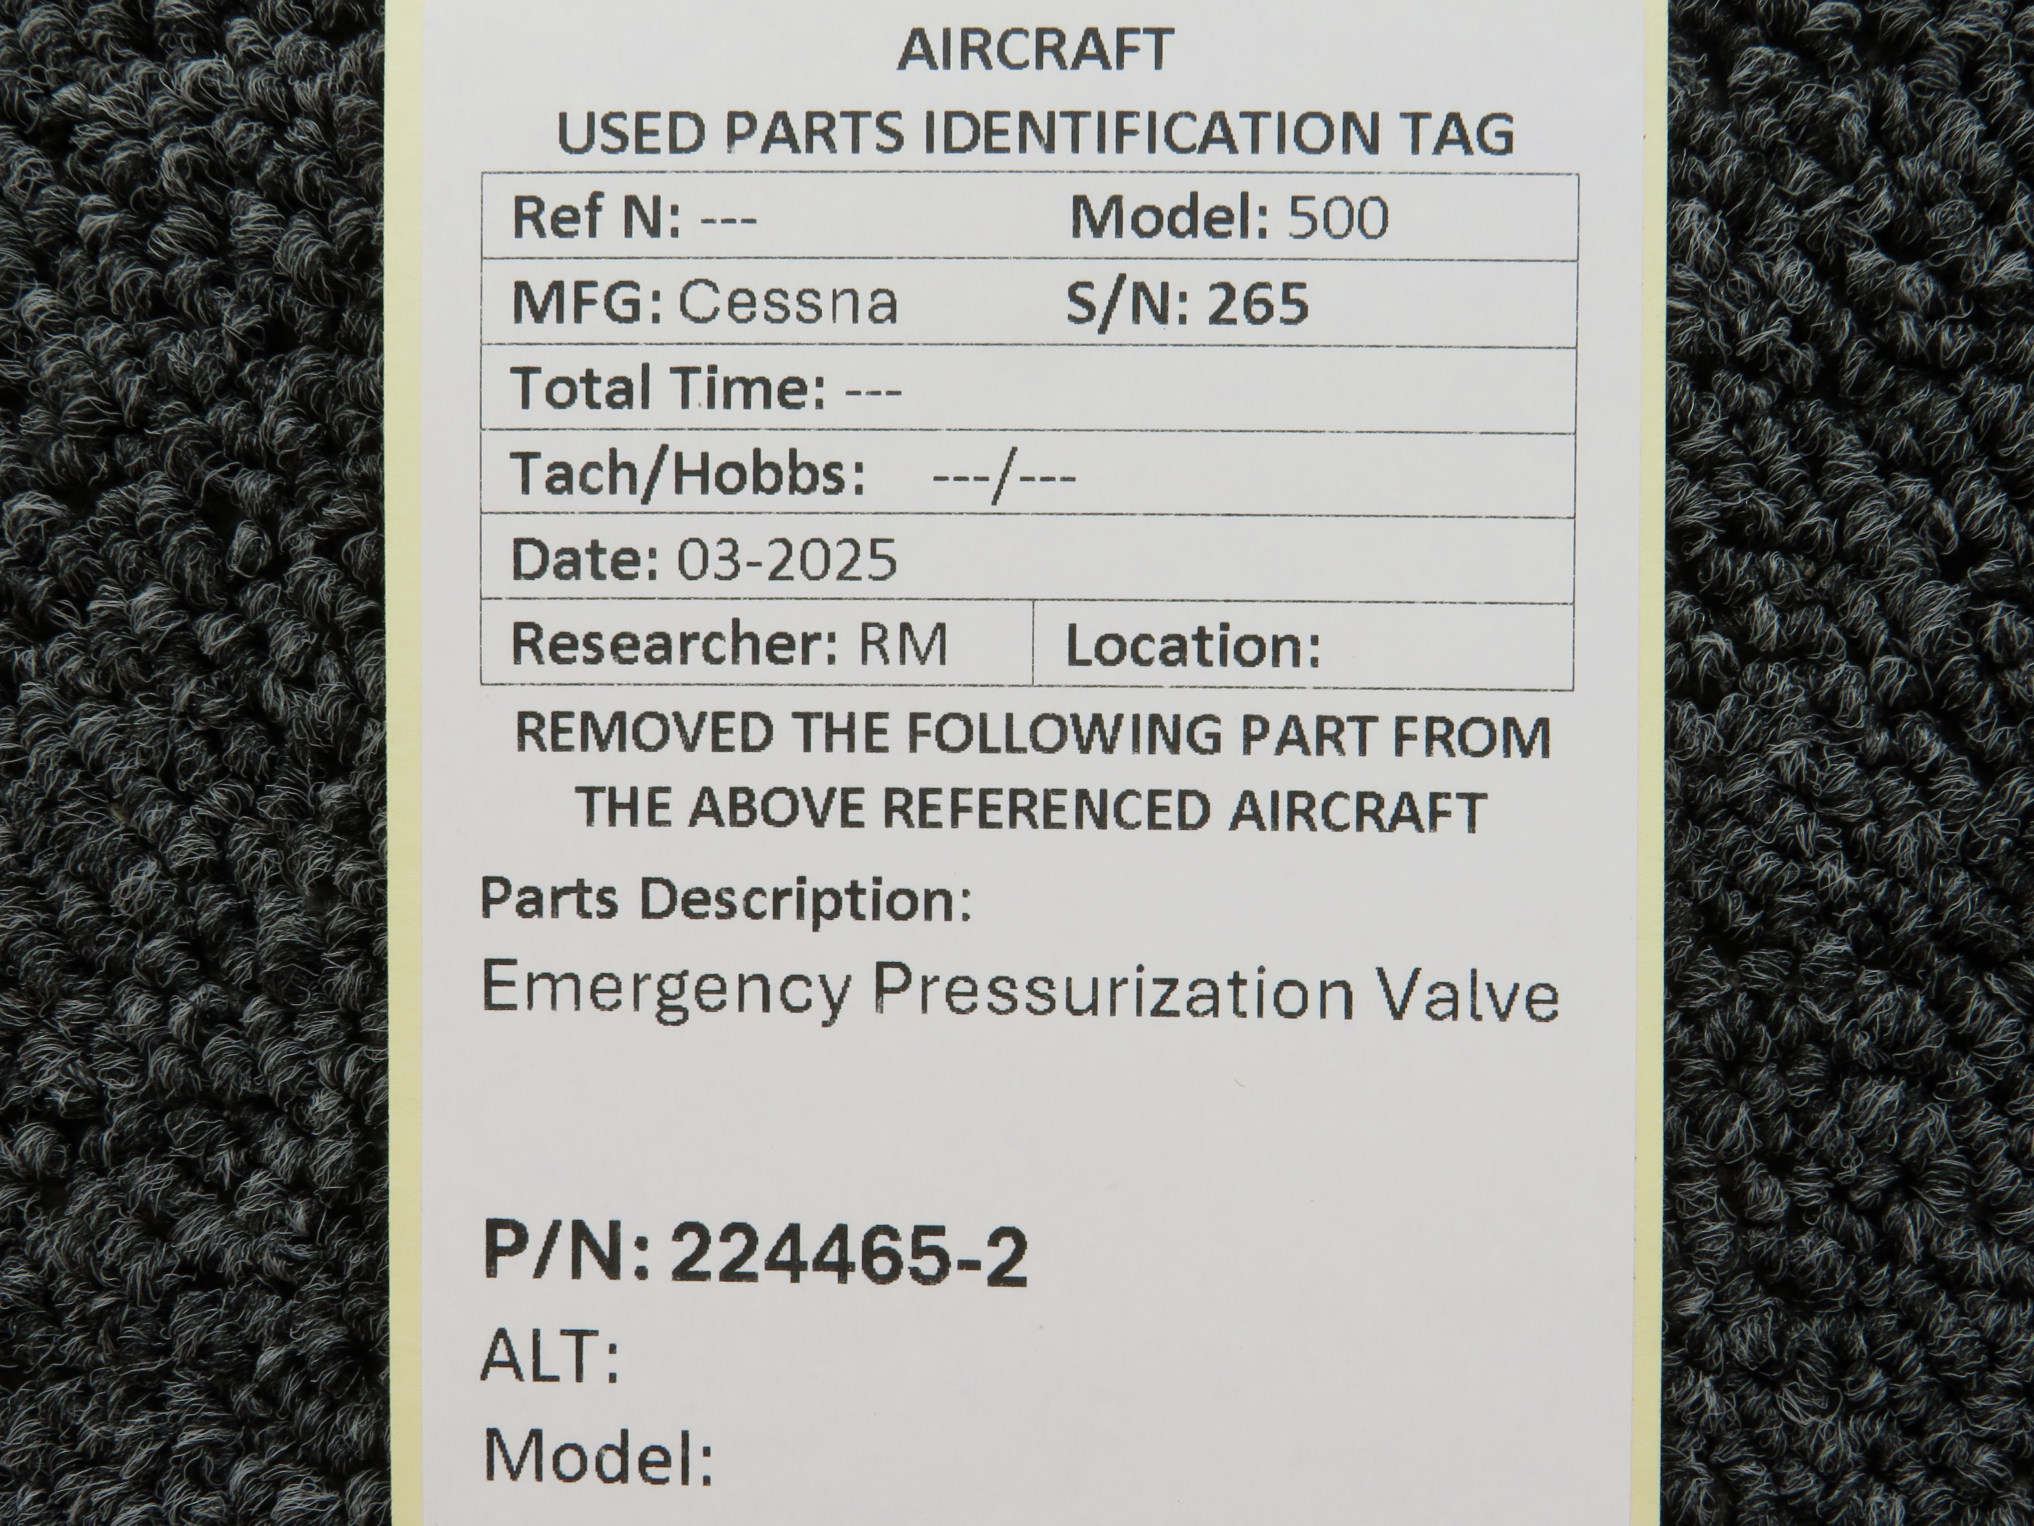 AIRCRAFT
USED PARTS IDENTIFICATION TAG
Ref N: --- Model: 500
MFG: Cessna S/N: 265
Total Time: ---
Tach/Hobbs: ---/---
Date: 03-2025
Researcher: RM Location:
REMOVED THE FOLLOWING PART FROM
THE ABOVE REFERENCED AIRCRAFT
Parts Description:
Emergency Pressurization Valve
P/N: 224465-2
ALT:
Model: